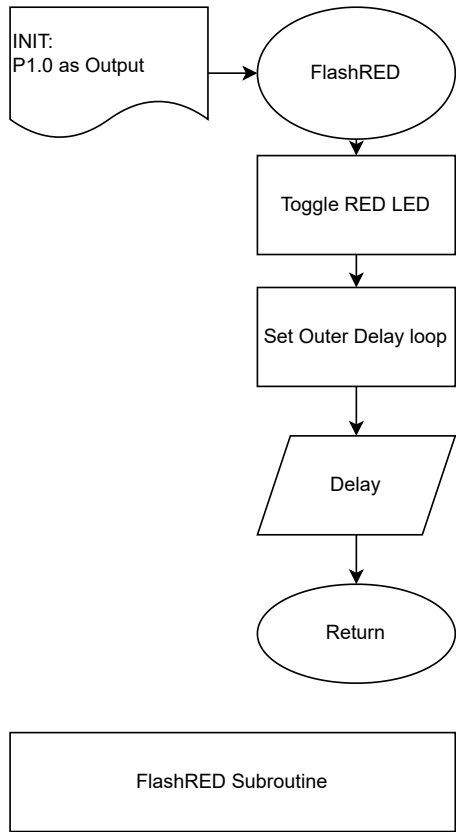 INIT:
P1.0 as Output
FlashRED
Toggle RED LED
Set Outer Delay loop
Delay
Return
FlashRED Subroutine